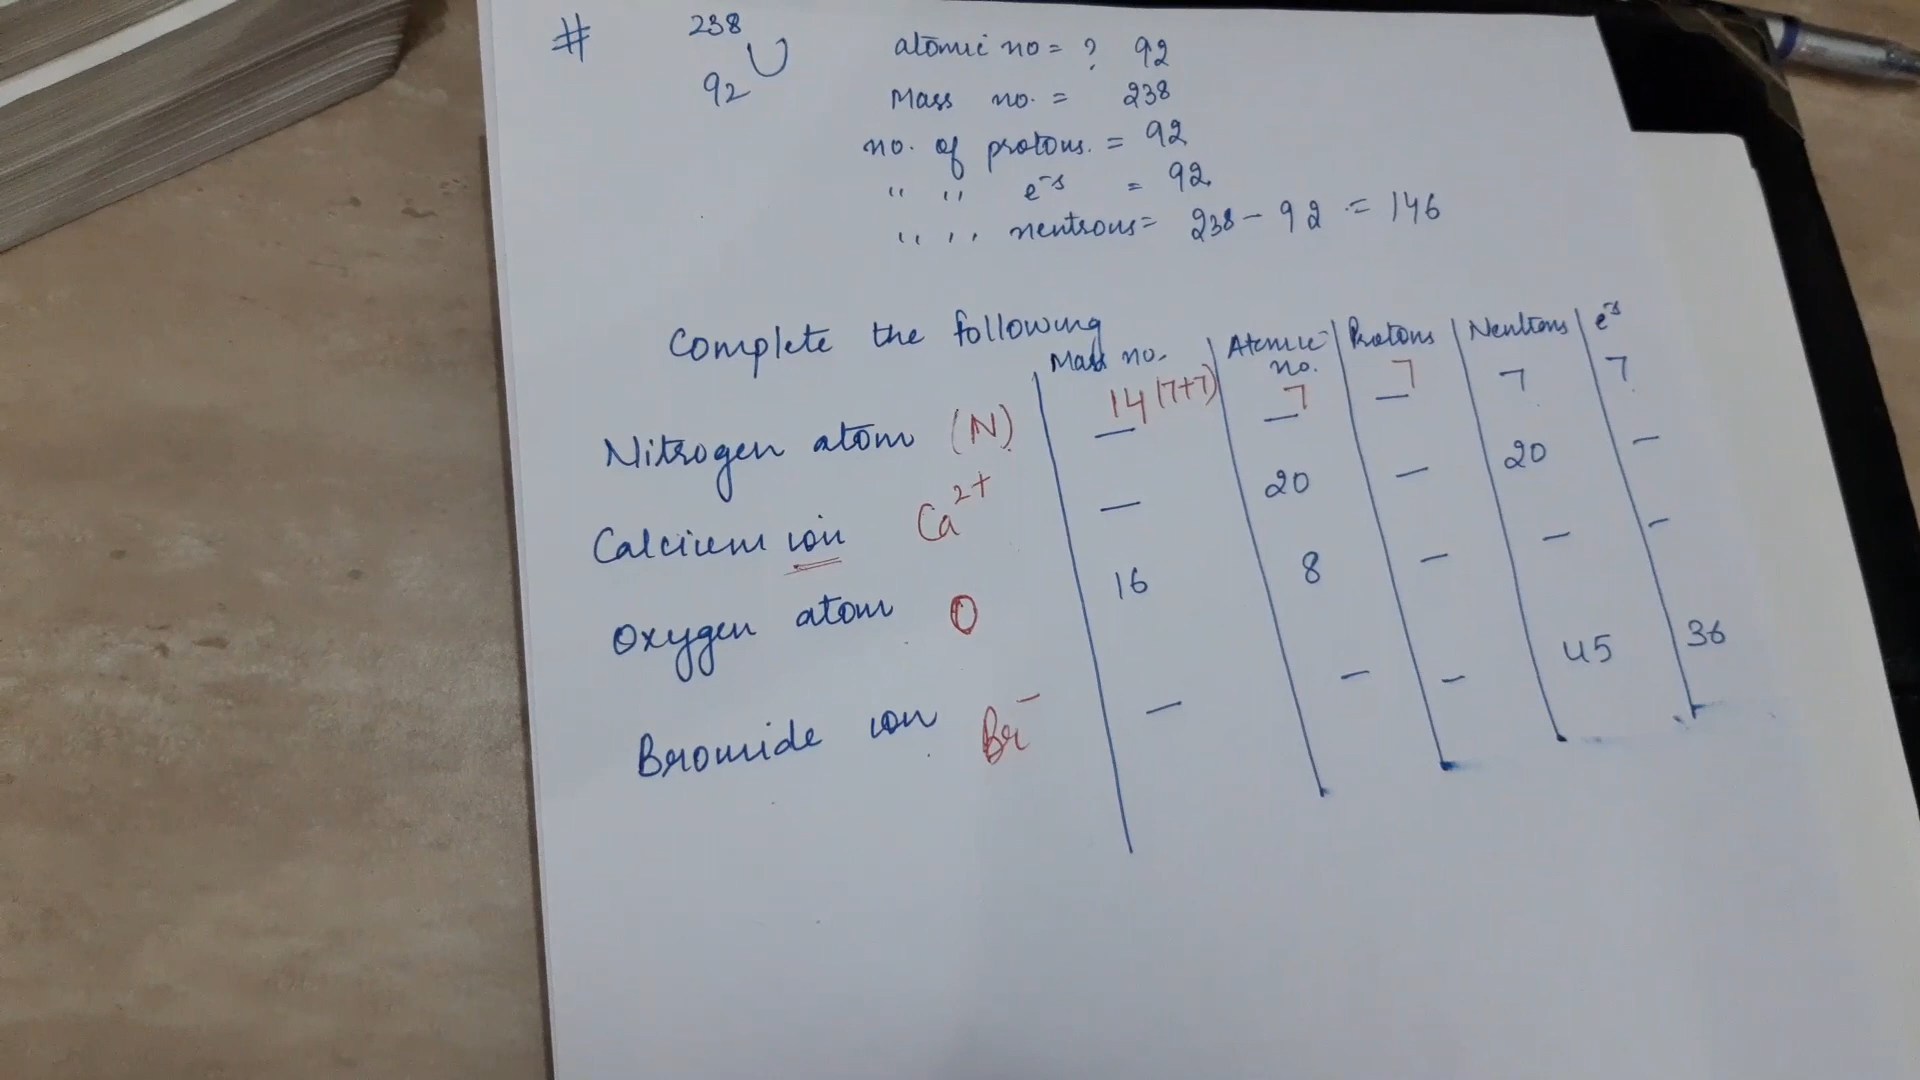 #
238
92 U
atomic no = ? 92
Mass no. = 238
no. of protons. = 92
" " e⁻s = 92
" " neutrons = 238 - 92 = 146
Complete the following
Mass no. | Atomic no. | Protons | Neutrons | e⁻s
Nitrogen atom (N) 14 (7+7) 7 7 7 7
Calcium ion Ca²⁺ — 20 — 20 —
Oxygen atom O 16 8 — — —
Bromide ion Br⁻ — — — 45 36